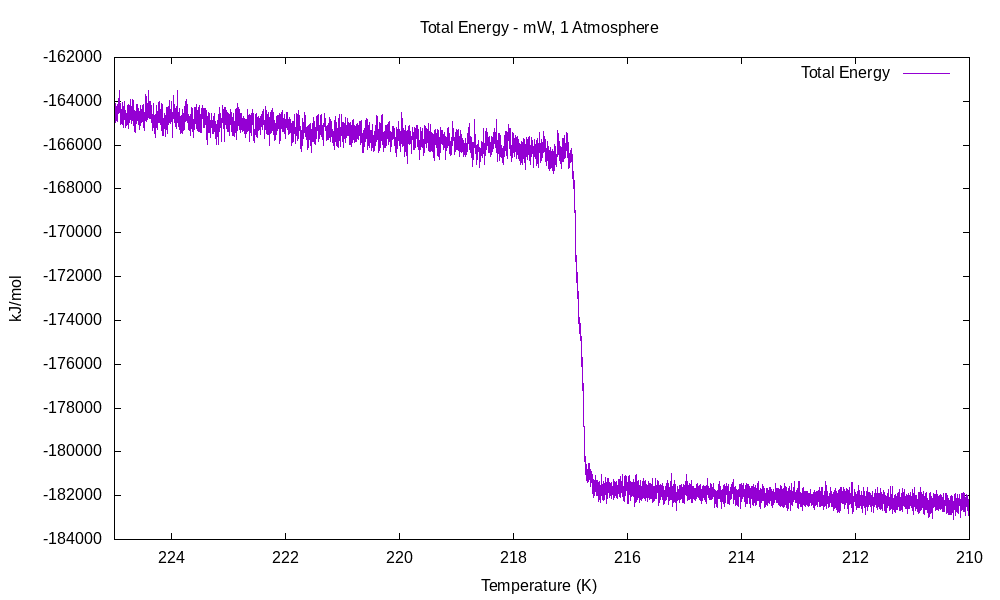 Total Energy - mW, 1 Atmosphere
Total Energy
-162000
-164000
-166000
-168000
-170000
-172000
-174000
-176000
-178000
-180000
-182000
-184000
kJ/mol
224 222 220 218 216 214 212 210
Temperature (K)